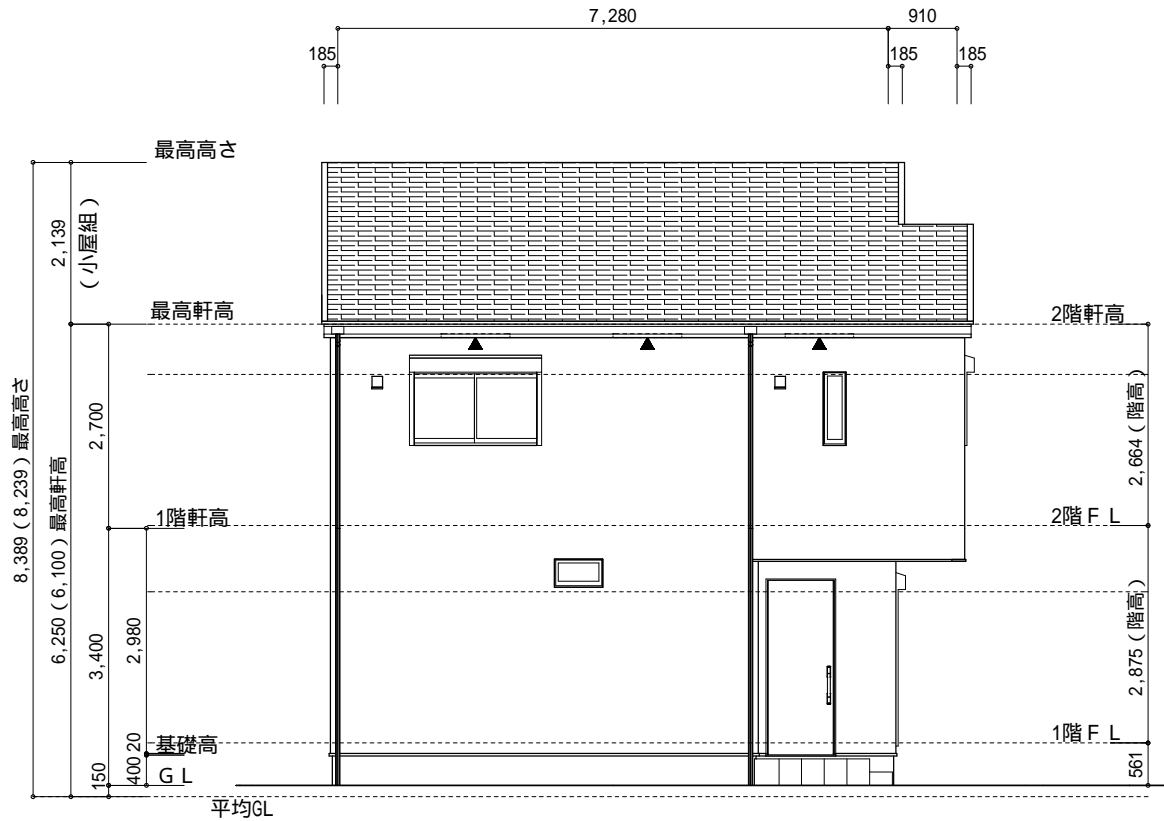 7,280
910
185
185
185
最高高さ
2,139
(小屋組)
最高軒高
2階軒高
8,389(8,239)最高高さ
6,250(6,100)最高軒高
2,700
2,664(階高)
1階軒高
2階FL
3,400
2,980
2,875(階高)
1階FL
20
基礎高
400
GL
150
561
平均GL